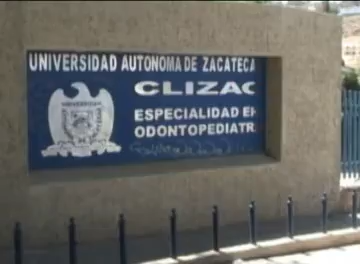 UNIVERSIDAD AUTONOMA DE ZACATECA
CLIZAC
ESPECIALIDAD EN
ODONTOPEDIATR